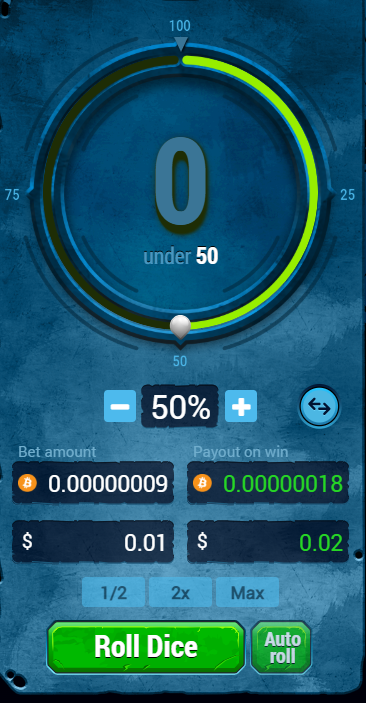 100
0
75
25
under 50
50
50%
Bet amount
Payout on win
0.00000009
0.00000018
$ 0.01
$ 0.02
1/2
2x
Max
Roll Dice
Auto
roll